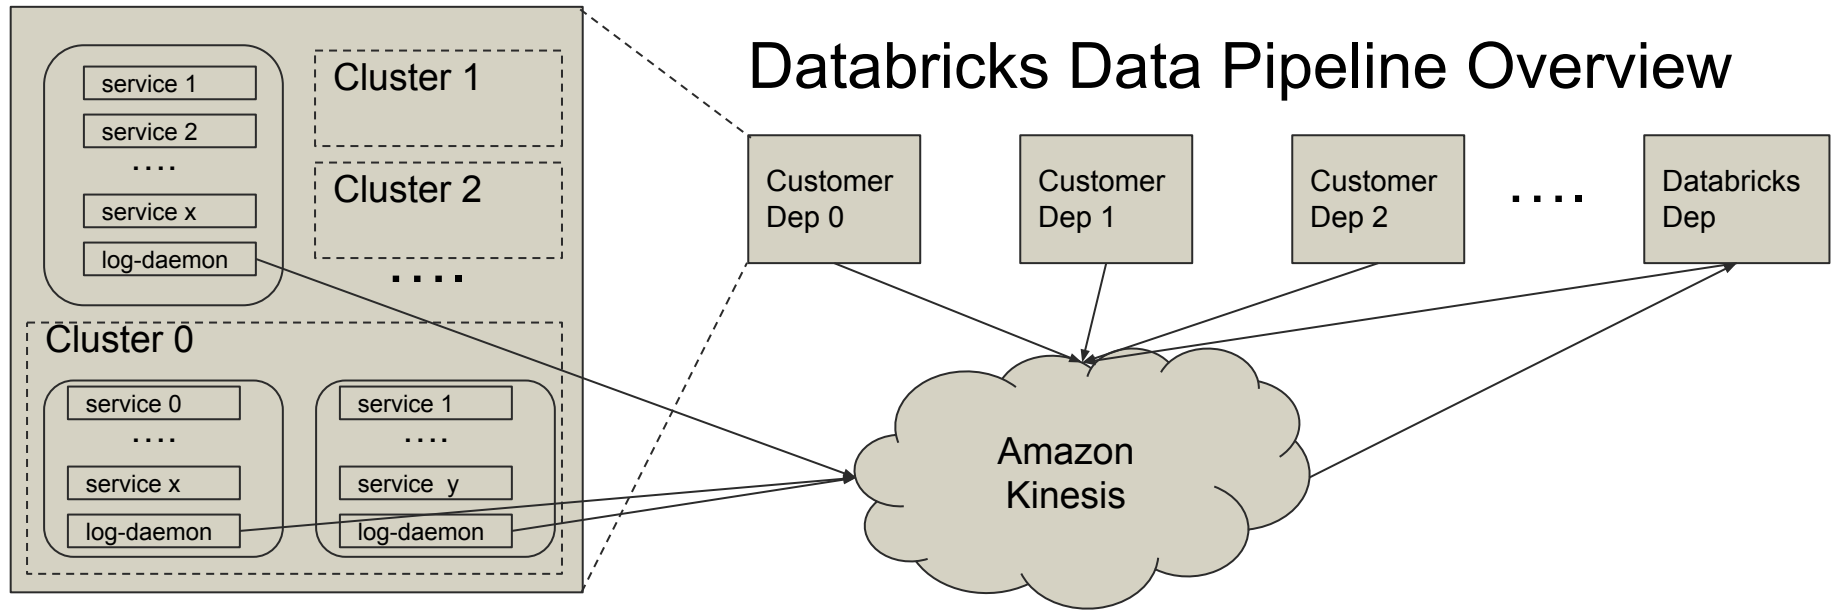 Databricks Data Pipeline Overview
service 1
service 2
....
service x
log-daemon
Cluster 1
Cluster 2
....
Cluster 0
service 0
....
service x
log-daemon
service 1
....
service y
log-daemon
Customer
Dep 0
Customer
Dep 1
Customer
Dep 2
....
Databricks
Dep
Amazon
Kinesis